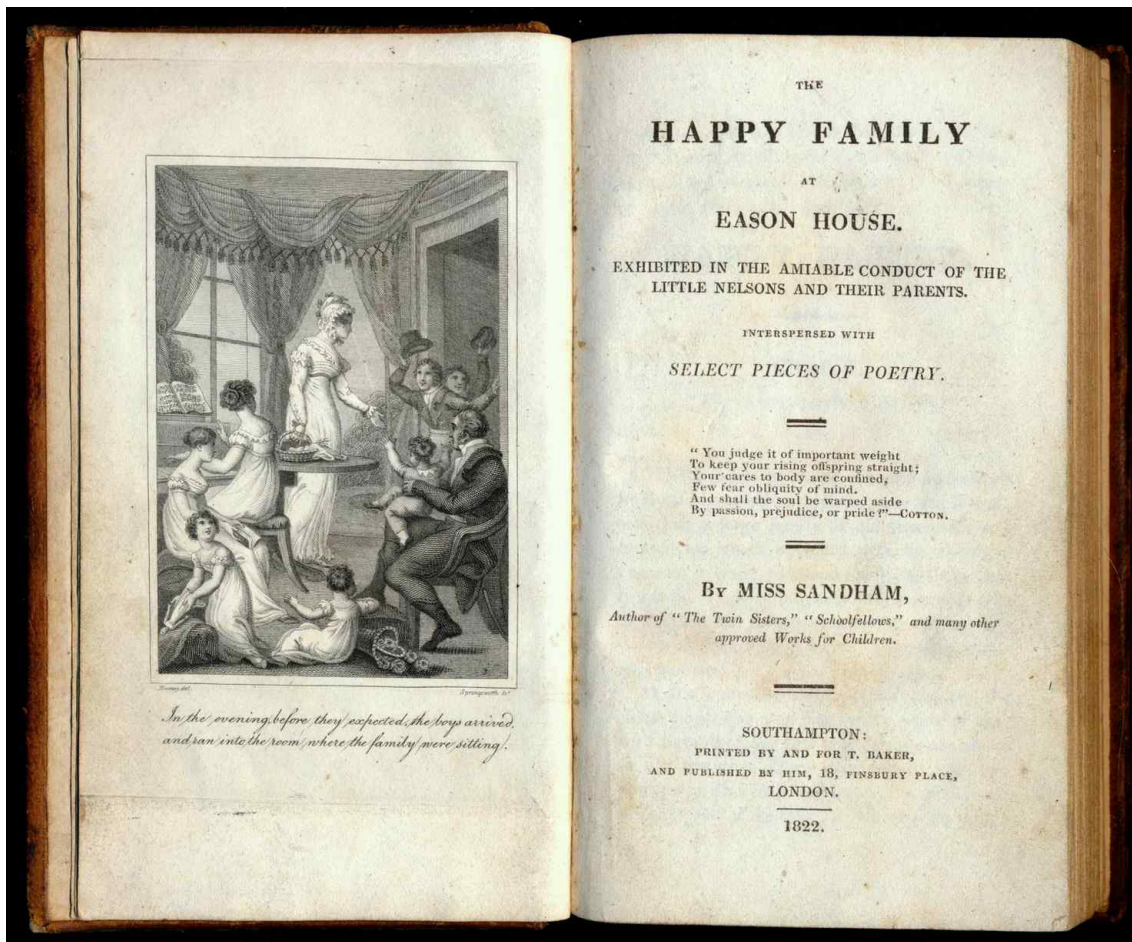 In the evening, before they expected, the boys arrived,
and ran into the room, where the family were sitting.
THE
HAPPY FAMILY
AT
EASON HOUSE.
EXHIBITED IN THE AMIABLE CONDUCT OF THE
LITTLE NELSONS AND THEIR PARENTS.
INTERSPERSED WITH
SELECT PIECES OF POETRY.
“ You judge it of important weight
To keep your rising offspring straight;
Your cares to body are confined,
Few fear obliquity of mind.
And shall the soul be warped aside
By passion, prejudice, or pride?”—COTTON.
BY MISS SANDHAM,
Author of “ The Twin Sisters,” “ Schoolfellows,” and many other
approved Works for Children.
SOUTHAMPTON:
PRINTED BY AND FOR T. BAKER,
AND PUBLISHED BY HIM, 18, FINSBURY PLACE,
LONDON.
1822.